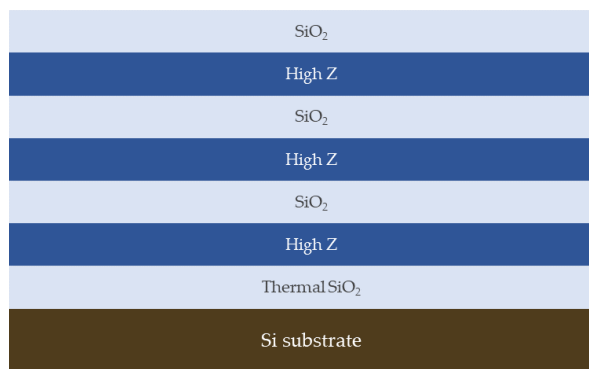 SiO₂
High Z
SiO₂
High Z
SiO₂
High Z
Thermal SiO₂
Si substrate